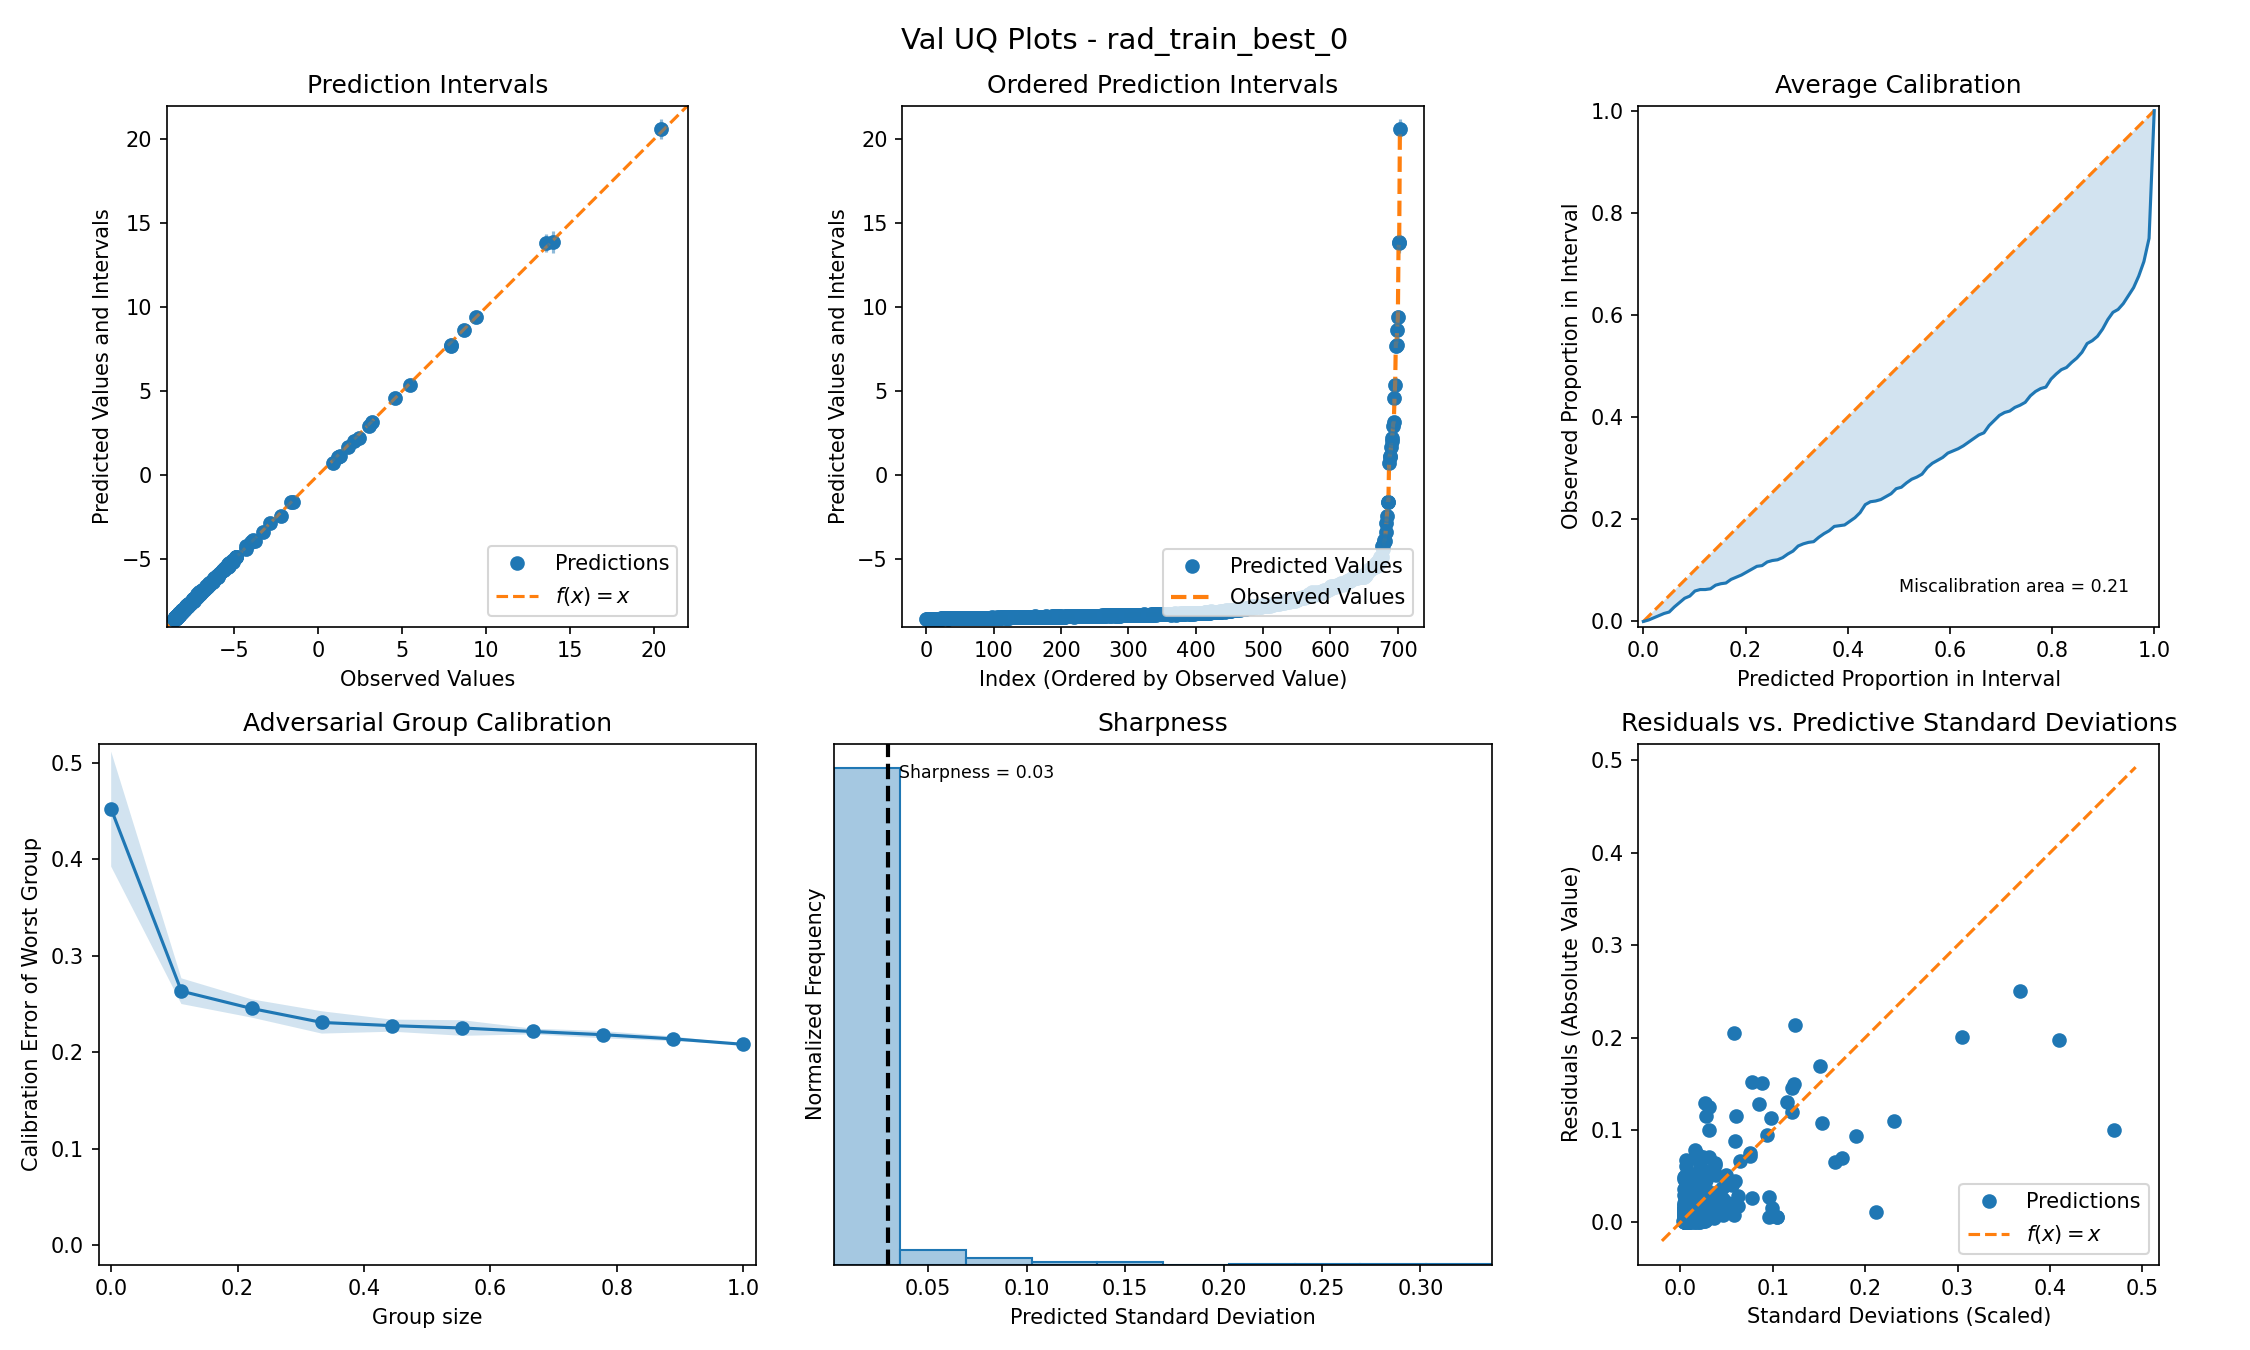 Val UQ Plots - rad_train_best_0
Prediction Intervals
Predicted Values and Intervals
20
15
10
5
0
−5
−5 0 5 10 15 20
Observed Values
Predictions
f(x) = x
Ordered Prediction Intervals
Predicted Values and Intervals
20
15
10
5
0
−5
0 100 200 300 400 500 600 700
Index (Ordered by Observed Value)
Predicted Values
Observed Values
Average Calibration
Observed Proportion in Interval
1.0
0.8
0.6
0.4
0.2
0.0
0.0 0.2 0.4 0.6 0.8 1.0
Predicted Proportion in Interval
Miscalibration area = 0.21
Adversarial Group Calibration
Calibration Error of Worst Group
0.5
0.4
0.3
0.2
0.1
0.0
0.0 0.2 0.4 0.6 0.8 1.0
Group size
Sharpness
Normalized Frequency
Sharpness = 0.03
0.05 0.10 0.15 0.20 0.25 0.30
Predicted Standard Deviation
Residuals vs. Predictive Standard Deviations
Residuals (Absolute Value)
0.5
0.4
0.3
0.2
0.1
0.0
0.0 0.1 0.2 0.3 0.4 0.5
Standard Deviations (Scaled)
Predictions
f(x) = x